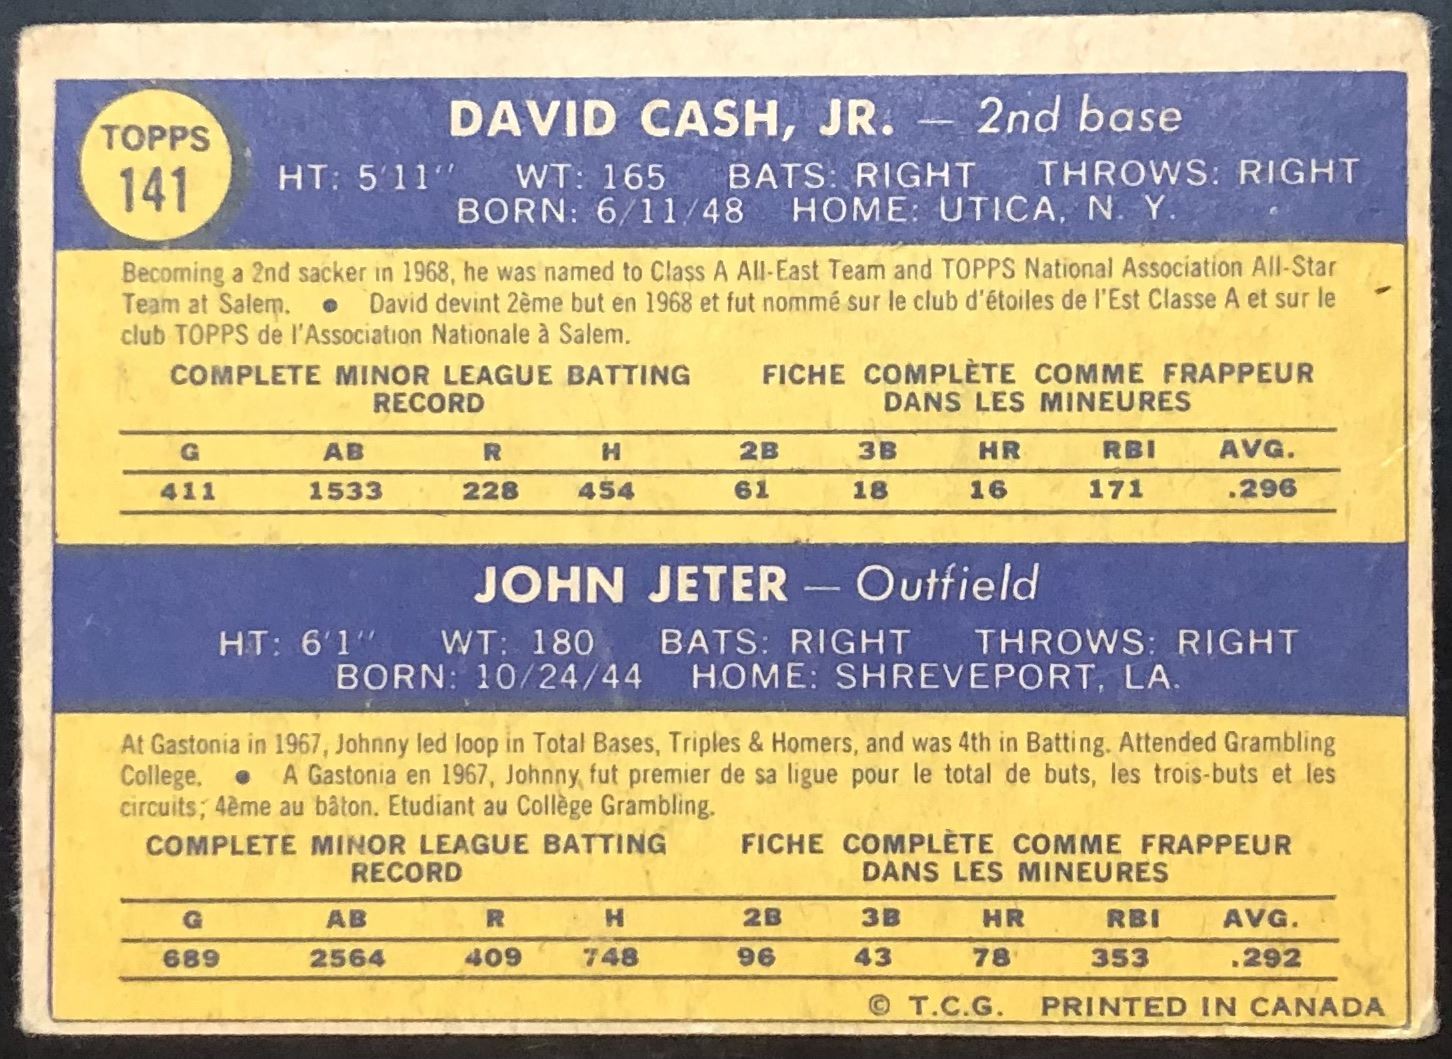 TOPPS
141
DAVID CASH, JR. — 2nd base
HT: 5'11" WT: 165 BATS: RIGHT THROWS: RIGHT
BORN: 6/11/48 HOME: UTICA, N. Y.
Becoming a 2nd sacker in 1968, he was named to Class A All-East Team and TOPPS National Association All-Star
Team at Salem. ● David devint 2ème but en 1968 et fut nommé sur le club d'étoiles de l'Est Classe A et sur le
club TOPPS de l'Association Nationale à Salem.
COMPLETE MINOR LEAGUE BATTING RECORD
FICHE COMPLÈTE COMME FRAPPEUR DANS LES MINEURES
G AB R H 2B 3B HR RBI AVG.
411 1533 228 454 61 18 16 171 .296
JOHN JETER — Outfield
HT: 6'1" WT: 180 BATS: RIGHT THROWS: RIGHT
BORN: 10/24/44 HOME: SHREVEPORT, LA.
At Gastonia in 1967, Johnny led loop in Total Bases, Triples & Homers, and was 4th in Batting. Attended Grambling
College. ● A Gastonia en 1967, Johnny fut premier de sa ligue pour le total de buts, les trois-buts et les
circuits; 4ème au bâton. Etudiant au Collège Grambling.
COMPLETE MINOR LEAGUE BATTING RECORD
FICHE COMPLÈTE COMME FRAPPEUR DANS LES MINEURES
G AB R H 2B 3B HR RBI AVG.
689 2564 409 748 96 43 78 353 .292
© T.C.G. PRINTED IN CANADA